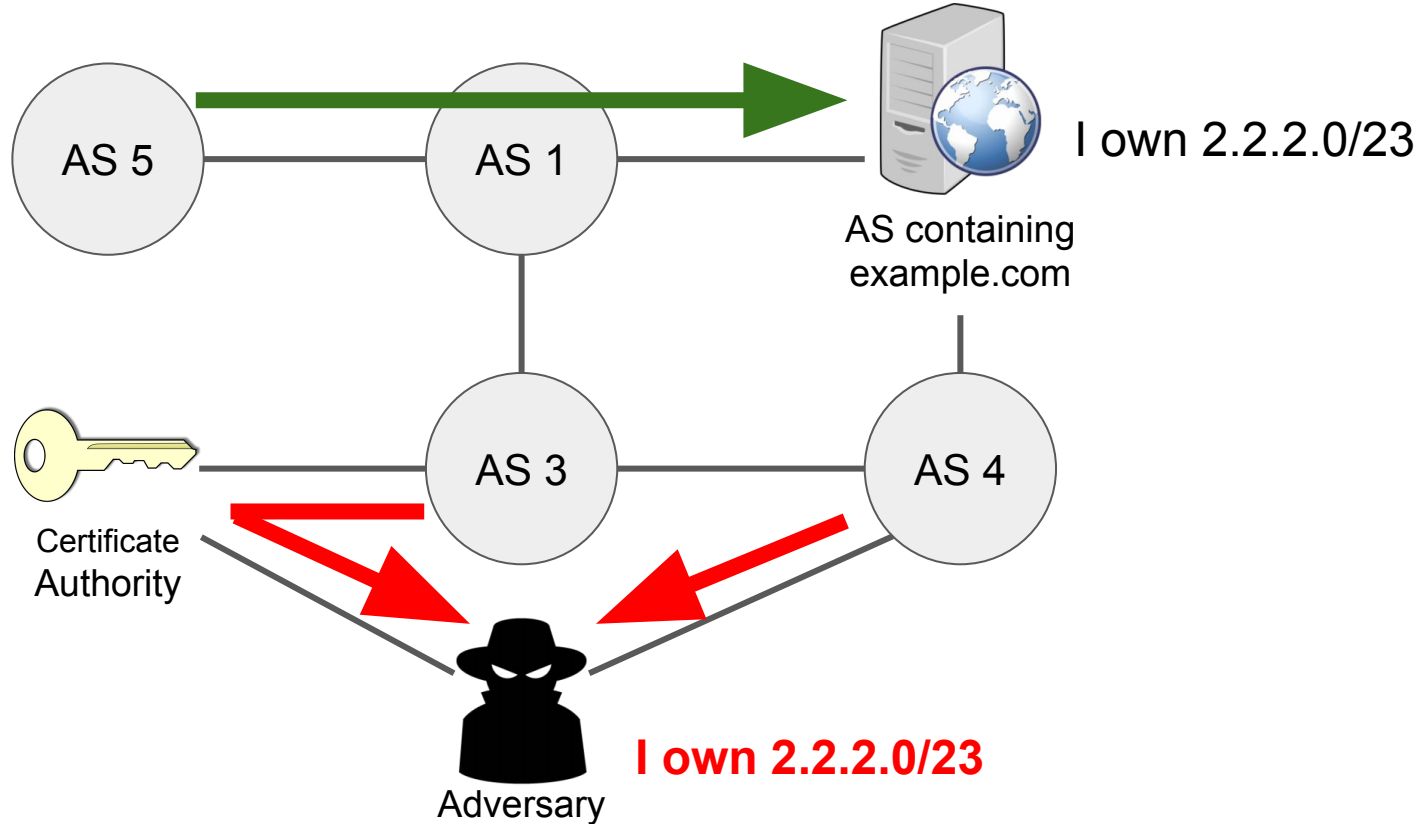 AS 5
AS 1
I own 2.2.2.0/23
AS containing
example.com
AS 3
AS 4
Certificate
Authority
I own 2.2.2.0/23
Adversary